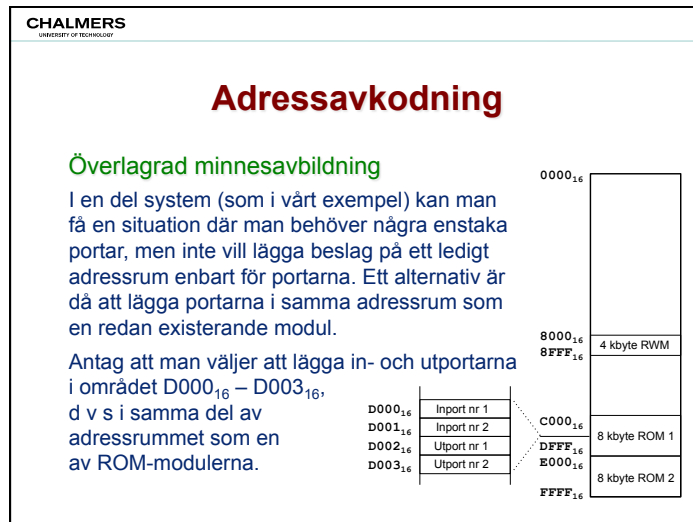 CHALMERS
UNIVERSITY OF TECHNOLOGY
Adressavkodning
Överlagrad minnesavbildning
I en del system (som i vårt exempel) kan man
få en situation där man behöver några enstaka
portar, men inte vill lägga beslag på ett ledigt
adressrum enbart för portarna. Ett alternativ är
då att lägga portarna i samma adressrum som
en redan existerande modul.
Antag att man väljer att lägga in- och utportarna
i området D000₁₆ – D003₁₆,
d v s i samma del av
adressrummet som en
av ROM-modulerna.
D000₁₆ Inport nr 1
D001₁₆ Inport nr 2
D002₁₆ Utport nr 1
D003₁₆ Utport nr 2
0000₁₆
8000₁₆
4 kbyte RWM
8FFF₁₆
C000₁₆
8 kbyte ROM 1
DFFF₁₆
E000₁₆
8 kbyte ROM 2
FFFF₁₆